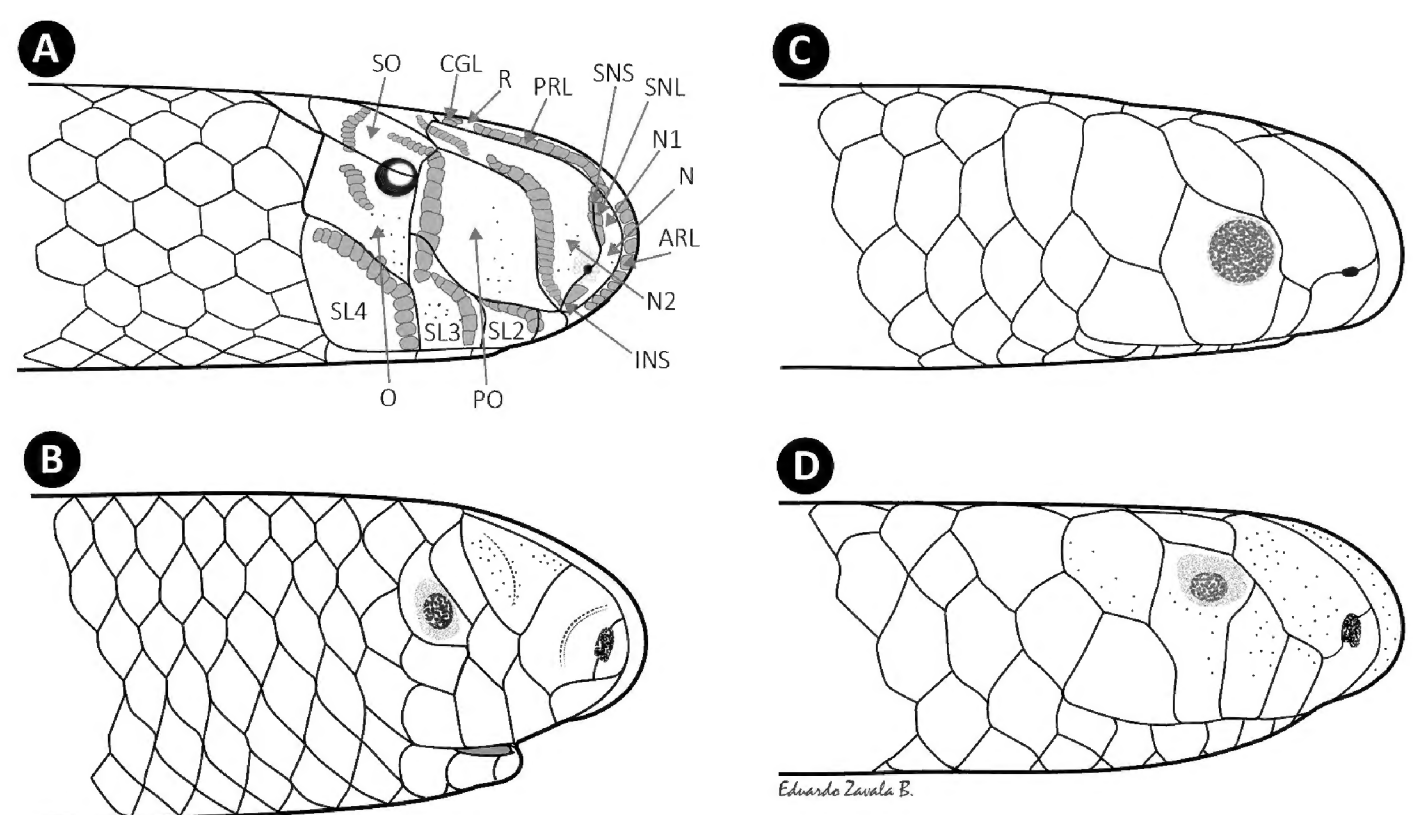 A
SO
CGL
R
PRL
SNS
SNL
N1
N
ARL
N2
INS
SL4
SL3
SL2
O
PO
C
B
D
Eduardo Zavala B.